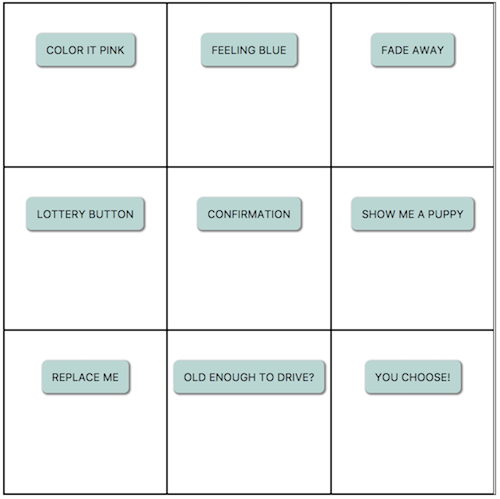 COLOR IT PINK
FEELING BLUE
FADE AWAY
LOTTERY BUTTON
CONFIRMATION
SHOW ME A PUPPY
REPLACE ME
OLD ENOUGH TO DRIVE?
YOU CHOOSE!